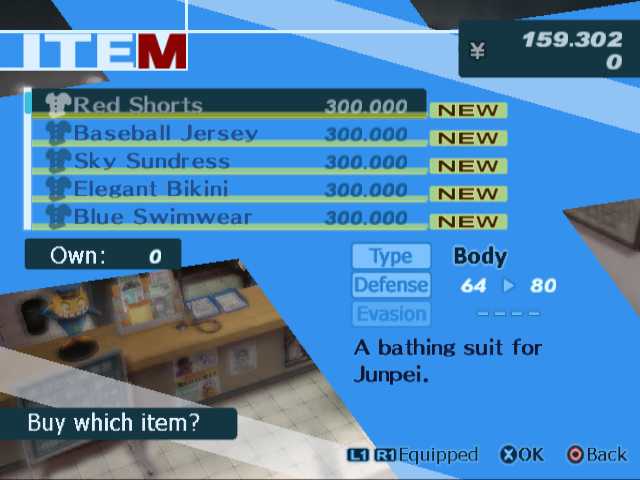 ITEM
¥ 159.302
0
Red Shorts 300.000 NEW
Baseball Jersey 300.000 NEW
Sky Sundress 300.000 NEW
Elegant Bikini 300.000 NEW
Blue Swimwear 300.000 NEW
Own: 0
Type Body
Defense 64 80
Evasion ----
A bathing suit for
Junpei.
Buy which item?
L1 R1 Equipped OK Back